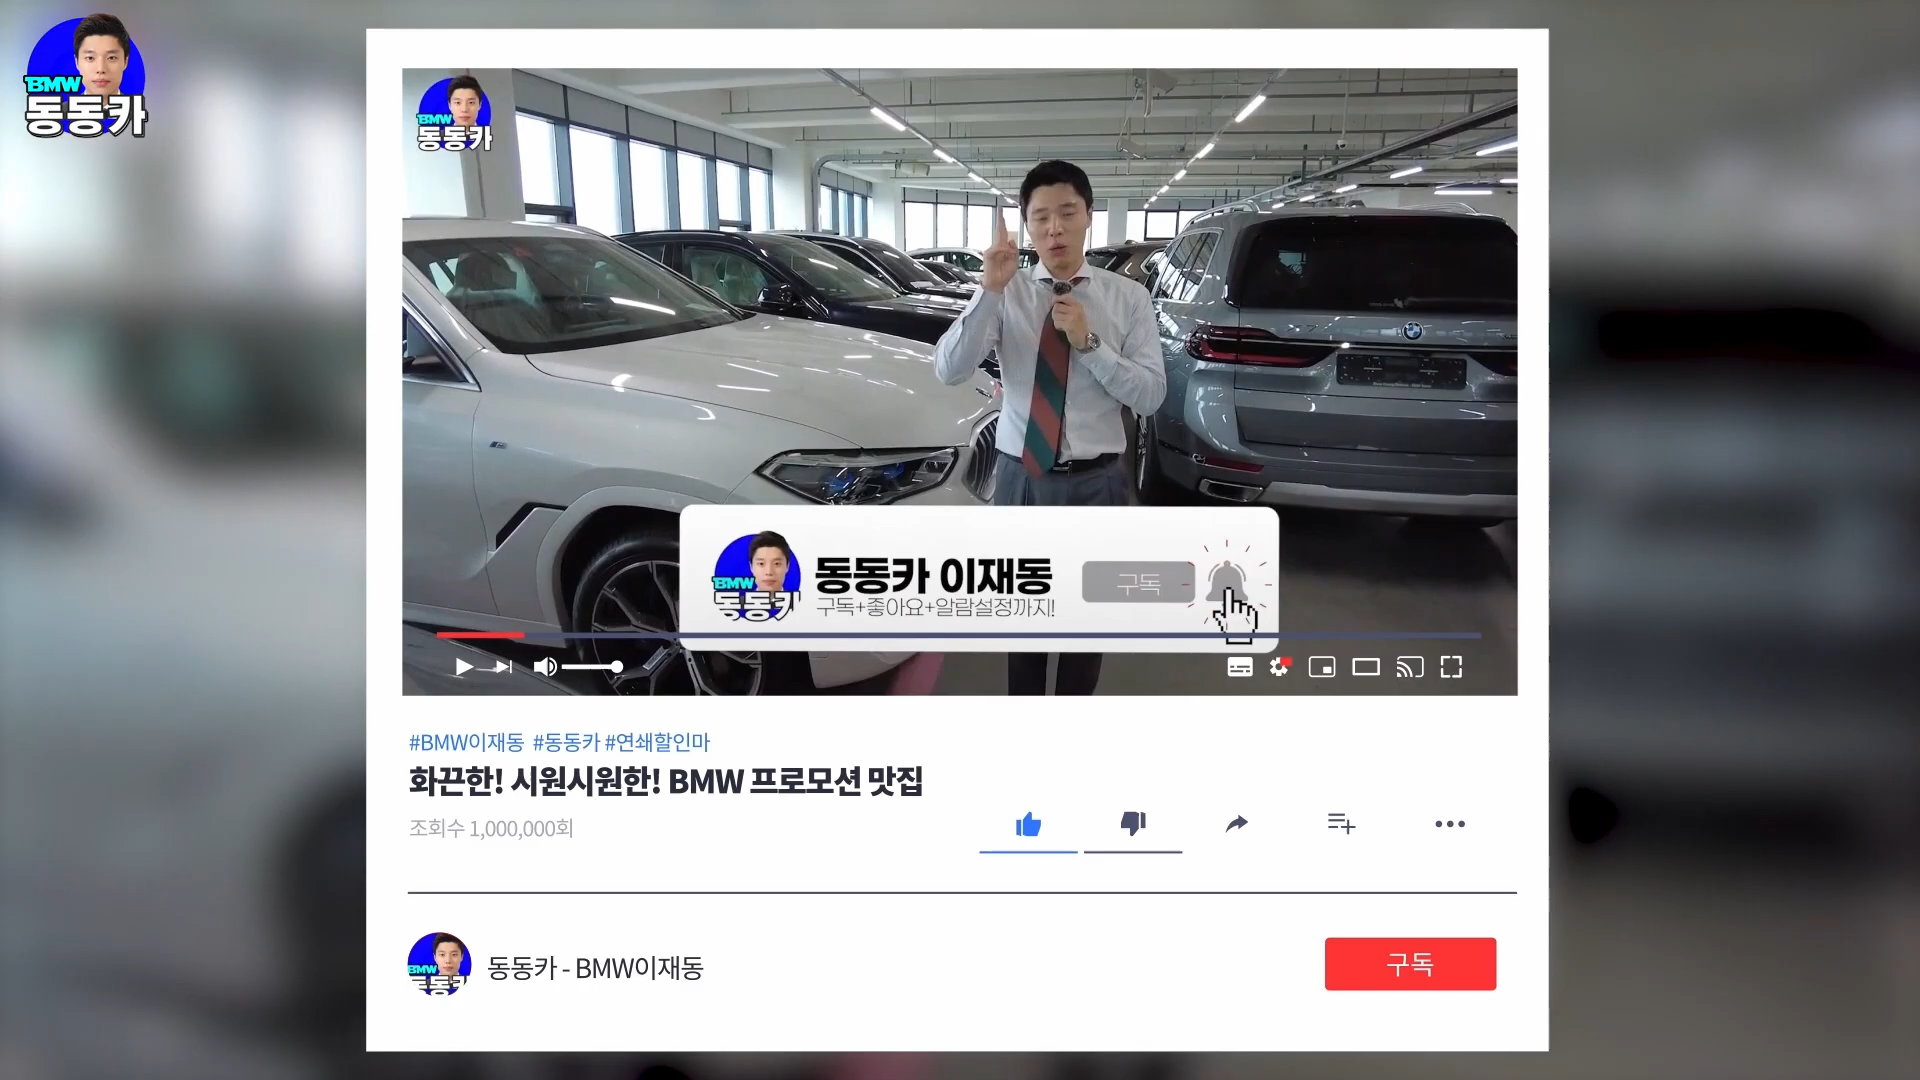 BMW
동동카
BMW
동동카
BMW
동동카
동동카 이재동
구독+좋아요+알람설정까지!
구독
#BMW이재동 #동동카 #연쇄할인마
화끈한! 시원시원한! BMW 프로모션 맛집
조회수 1,000,000회
BMW
동동카
동동카 - BMW이재동
구독